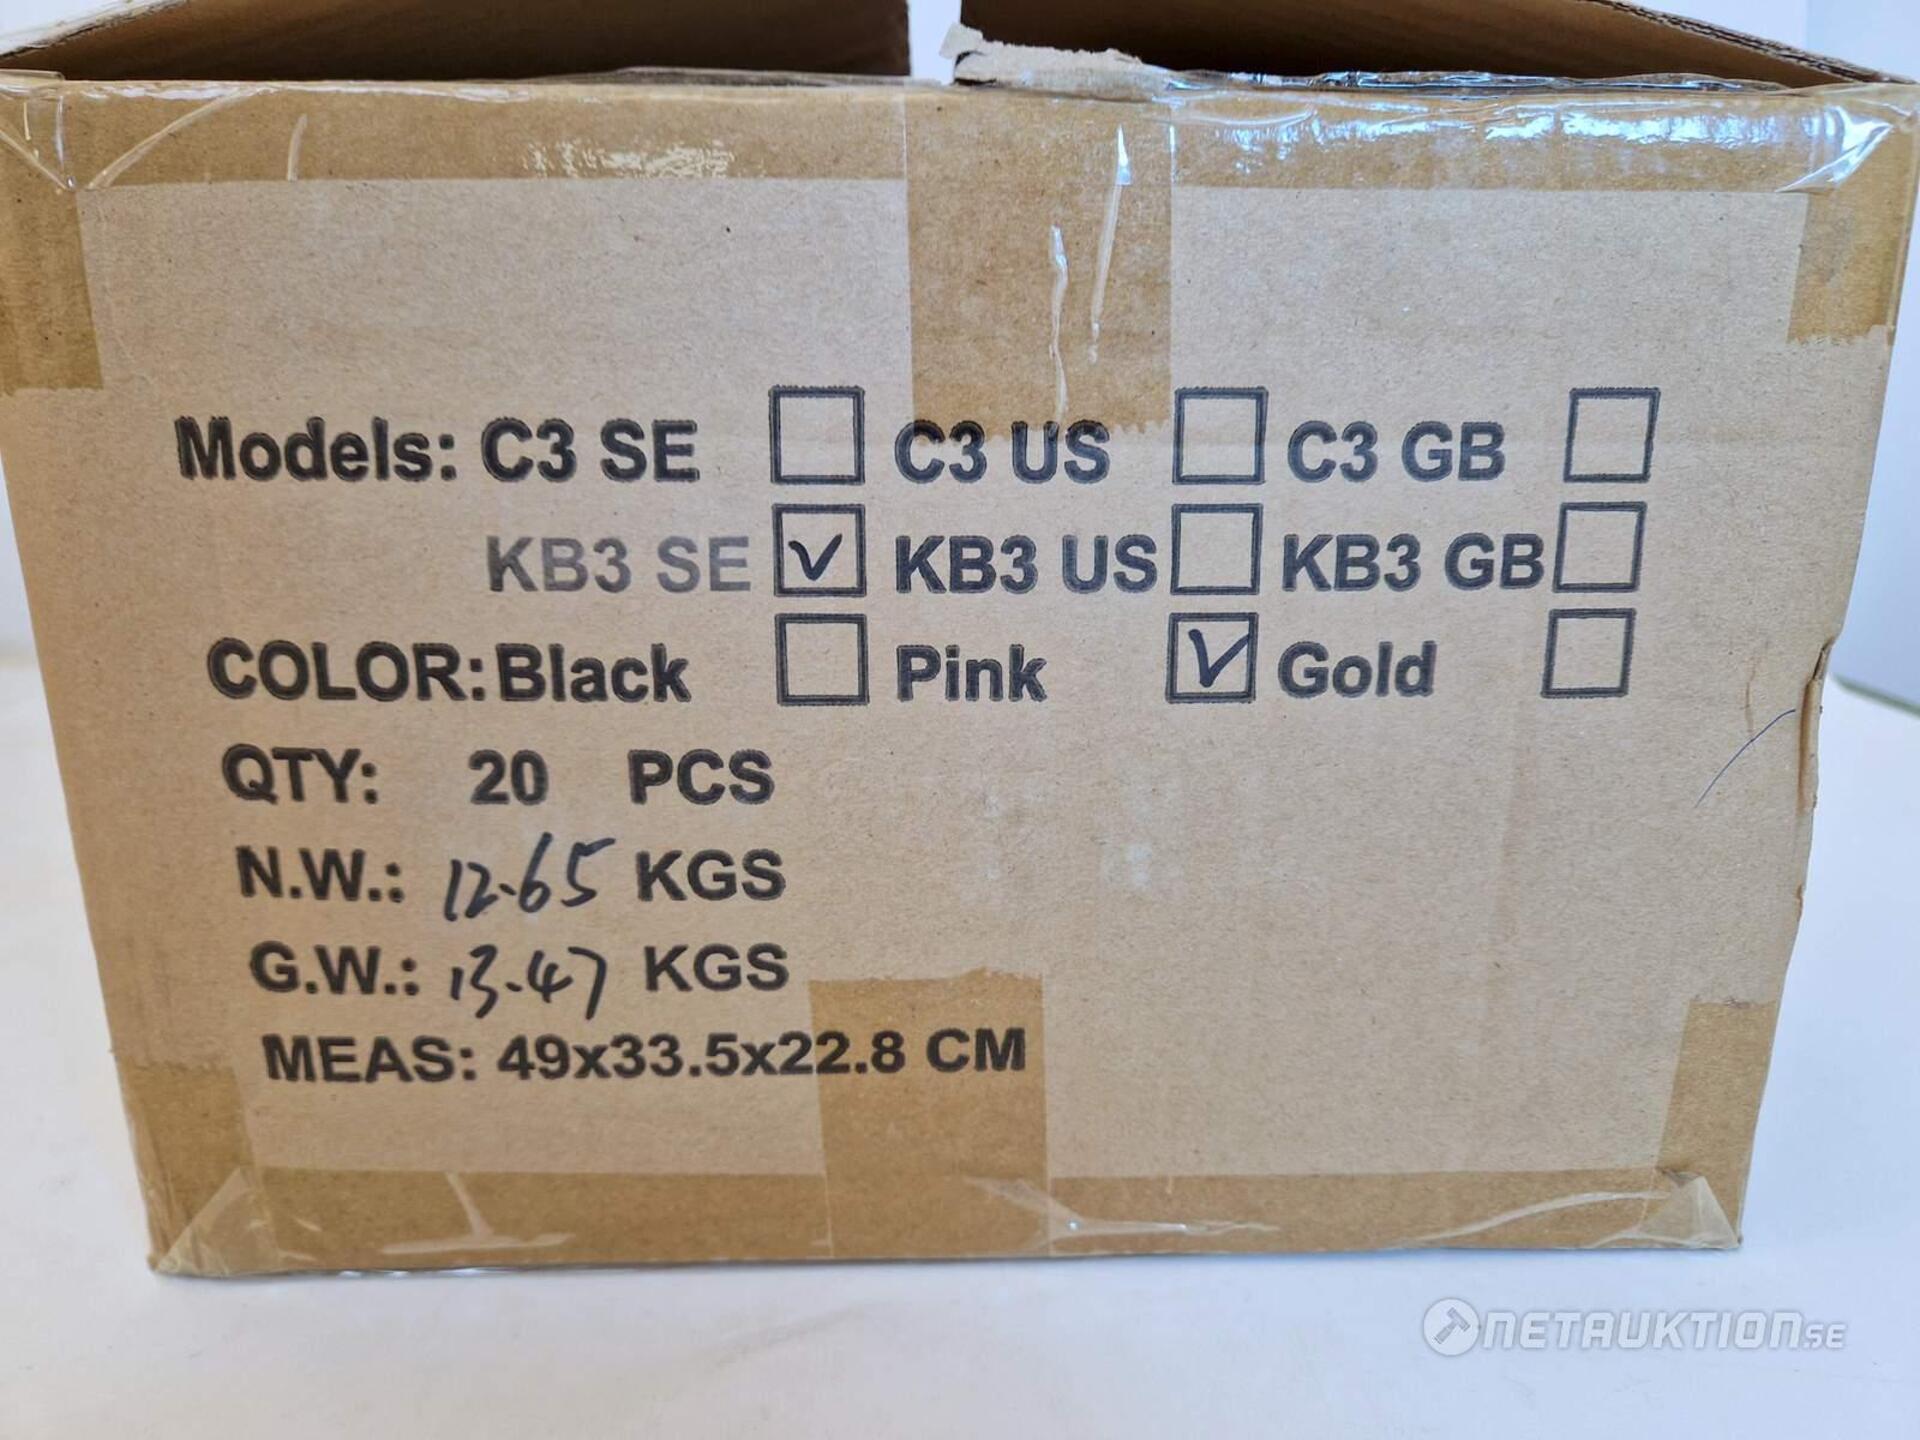 Models: C3 SE ☐ C3 US ☐ C3 GB ☐
KB3 SE ☑ KB3 US ☐ KB3 GB ☐
COLOR: Black ☐ Pink ☑ Gold ☐
QTY: 20 PCS
N.W.: 12.65 KGS
G.W.: 13.47 KGS
MEAS: 49x33.5x22.8 CM
NETAUKTION.SE